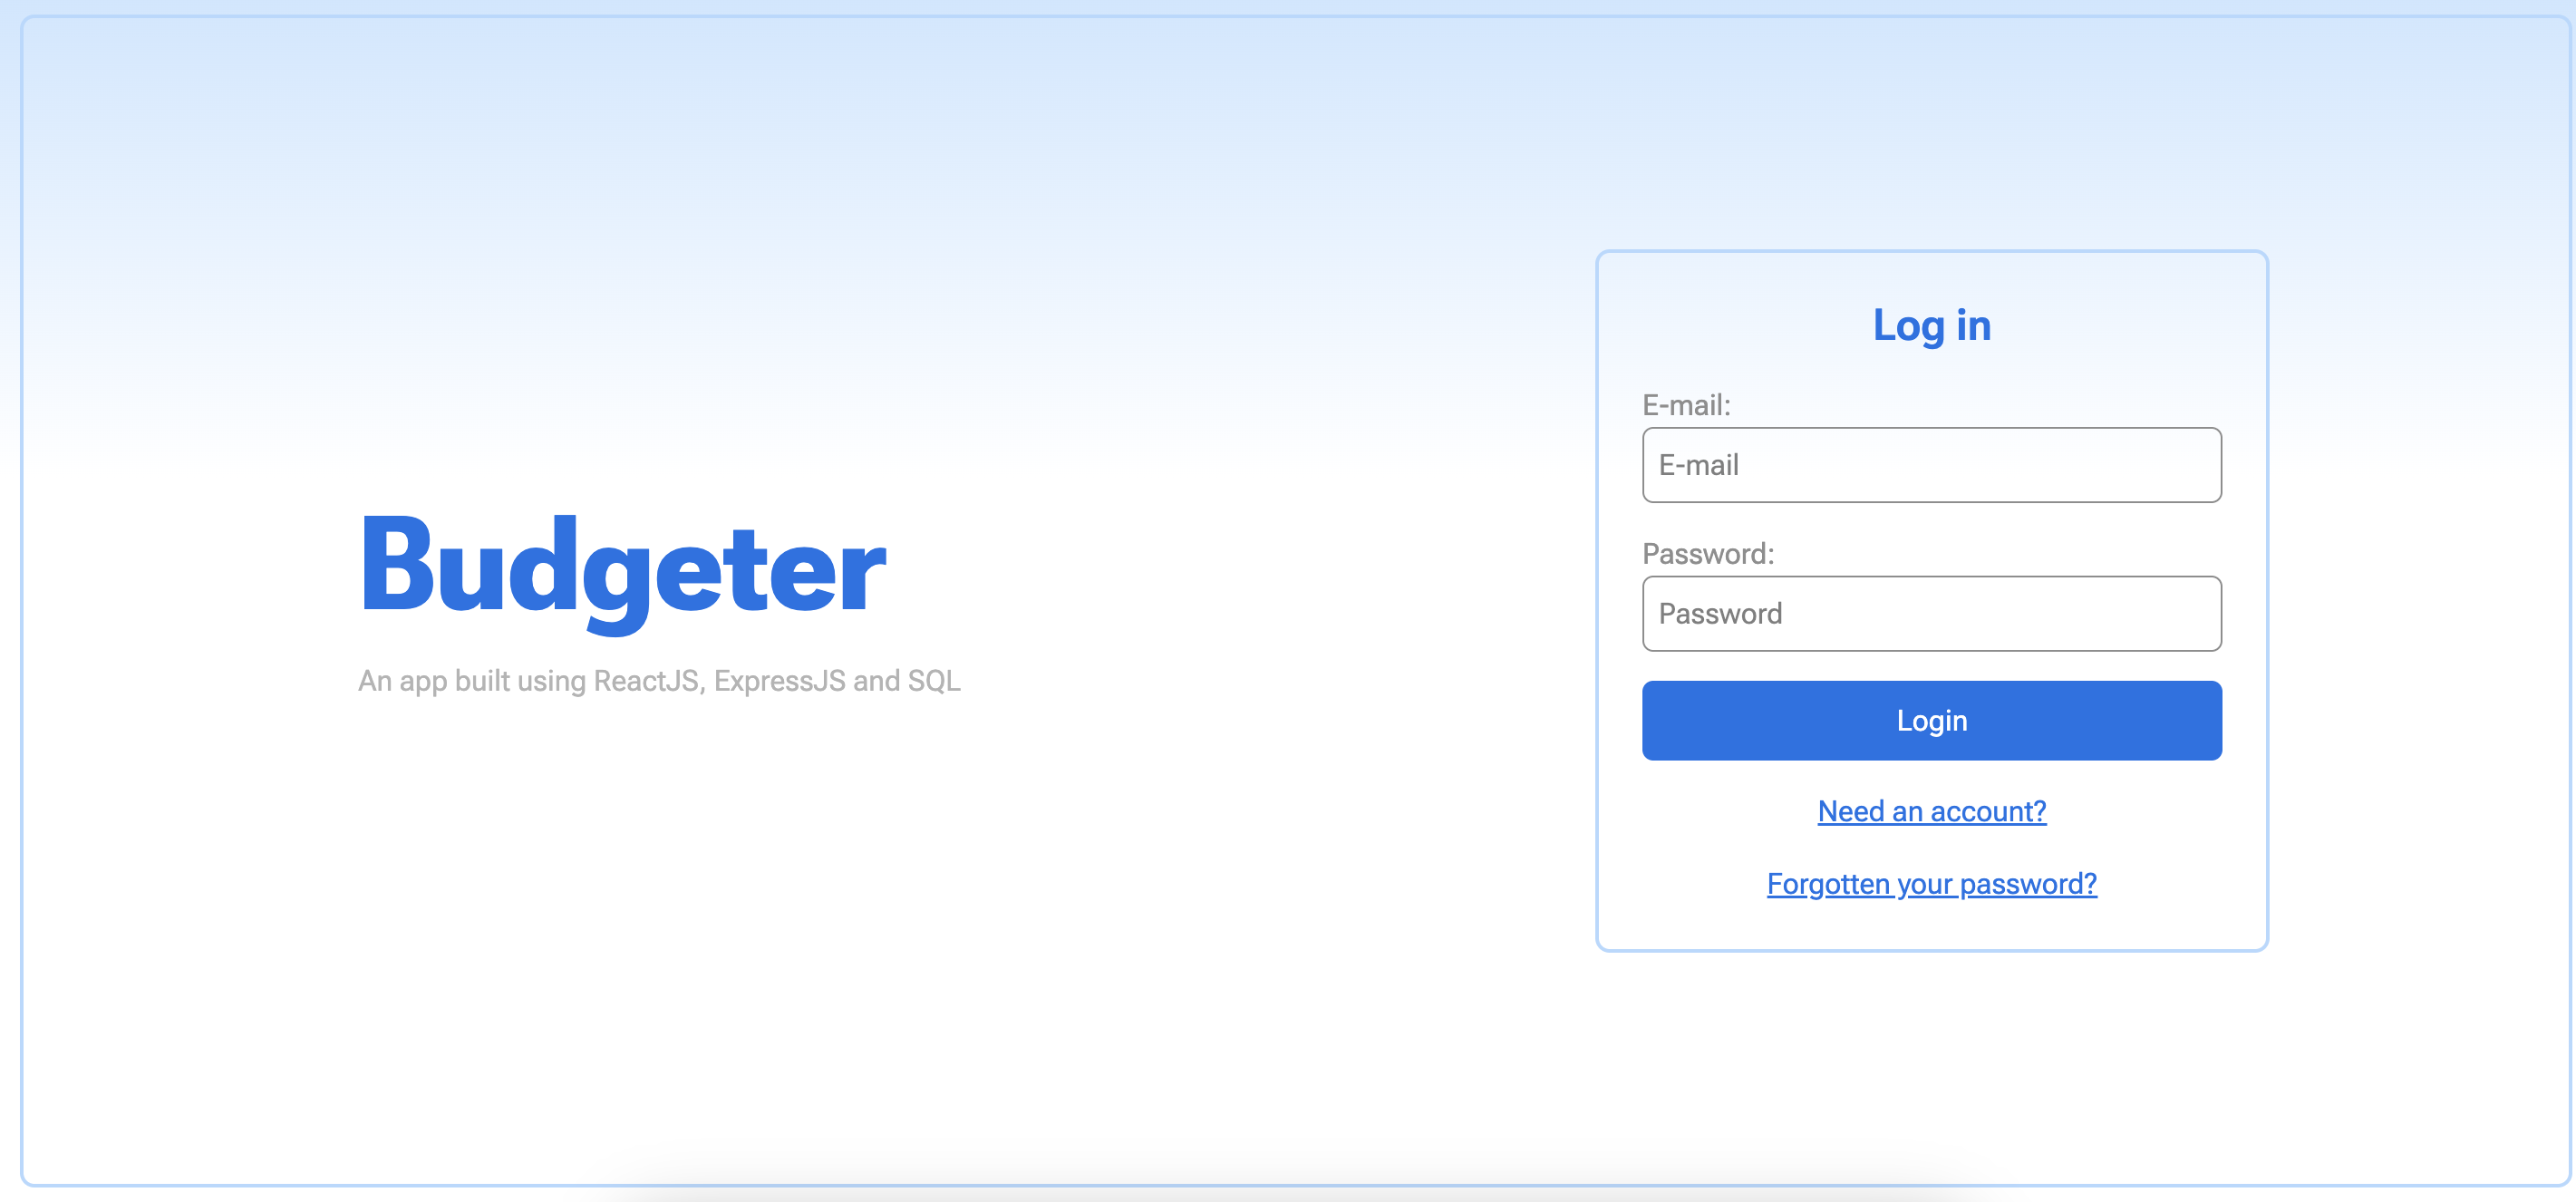 Budgeter
An app built using ReactJS, ExpressJS and SQL
Log in
E-mail:
E-mail
Password:
Password
Login
Need an account?
Forgotten your password?